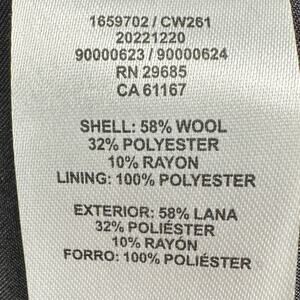 1659702 / CW261
20221220
90000623 / 90000624
RN 29685
CA 61167
SHELL: 58% WOOL
32% POLYESTER
10% RAYON
LINING: 100% POLYESTER
EXTERIOR: 58% LANA
32% POLIÉSTER
10% RAYÓN
FORRO: 100% POLIÉSTER